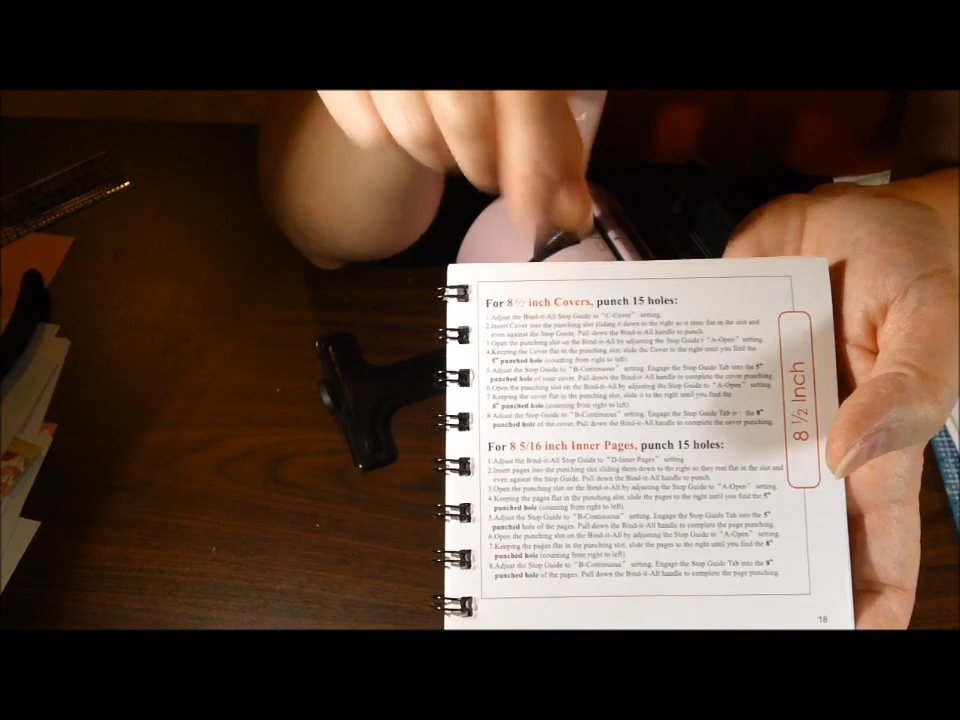 For 8 ½ inch Covers, punch 15 holes:
1.Adjust the Bind-it-All Stop Guide to "C-Cover" setting.
2.Insert Cover into the punching slot sliding it down to the right so it rests flat in the slot and
even against the Stop Guide. Pull down the Bind-it-All handle to punch.
3.Open the punching slot on the Bind-it-All by adjusting the Stop Guide to "A-Open" setting.
4.Keeping the Cover flat in the punching slot, slide the Cover to the right until you find the
5th punched hole (counting from right to left).
5.Adjust the Stop Guide to "B-Continuous" setting. Engage the Stop Guide Tab into the 5th
punched hole of your cover. Pull down the Bind-it-All handle to complete the cover punching.
6.Open the punching slot on the Bind-it-All by adjusting the Stop Guide to "A-Open" setting.
7.Keeping the cover flat in the punching slot, slide it to the right until you find the
8th punched hole (counting from right to left).
8.Adjust the Stop Guide to "B-Continuous" setting. Engage the Stop Guide Tab the 8th
punched hole of the cover. Pull down the Bind-it-All handle to complete the cover punching.
For 8 5/16 inch Inner Pages, punch 15 holes:
1.Adjust the Bind-it-All Stop Guide to "D-Inner Pages" setting
2.Insert pages into the punching slot sliding them down to the right so they rest flat in the slot and
even against the Stop Guide. Pull down the Bind-it-All handle to punch.
3.Open the punching slot on the Bind-it-All by adjusting the Stop Guide to "A-Open" setting.
4.Keeping the pages flat in the punching slot, slide the pages to the right until you find the 5th
punched hole (counting from right to left).
5.Adjust the Stop Guide to "B-Continuous" setting. Engage the Stop Guide Tab into the 5th
punched hole of the pages. Pull down the Bind-it-All handle to complete the page punching.
6.Open the punching slot on the Bind-it-All by adjusting the Stop Guide to "A-Open" setting.
7.Keeping the pages flat in the punching slot, slide the pages to the right until you find the 8th
punched hole (counting from right to left).
8.Adjust the Stop Guide to "B-Continuous" setting. Engage the Stop Guide Tab into the 8th
punched hole of the pages. Pull down the Bind-it-All handle to complete the page punching.
8 ½ Inch
18